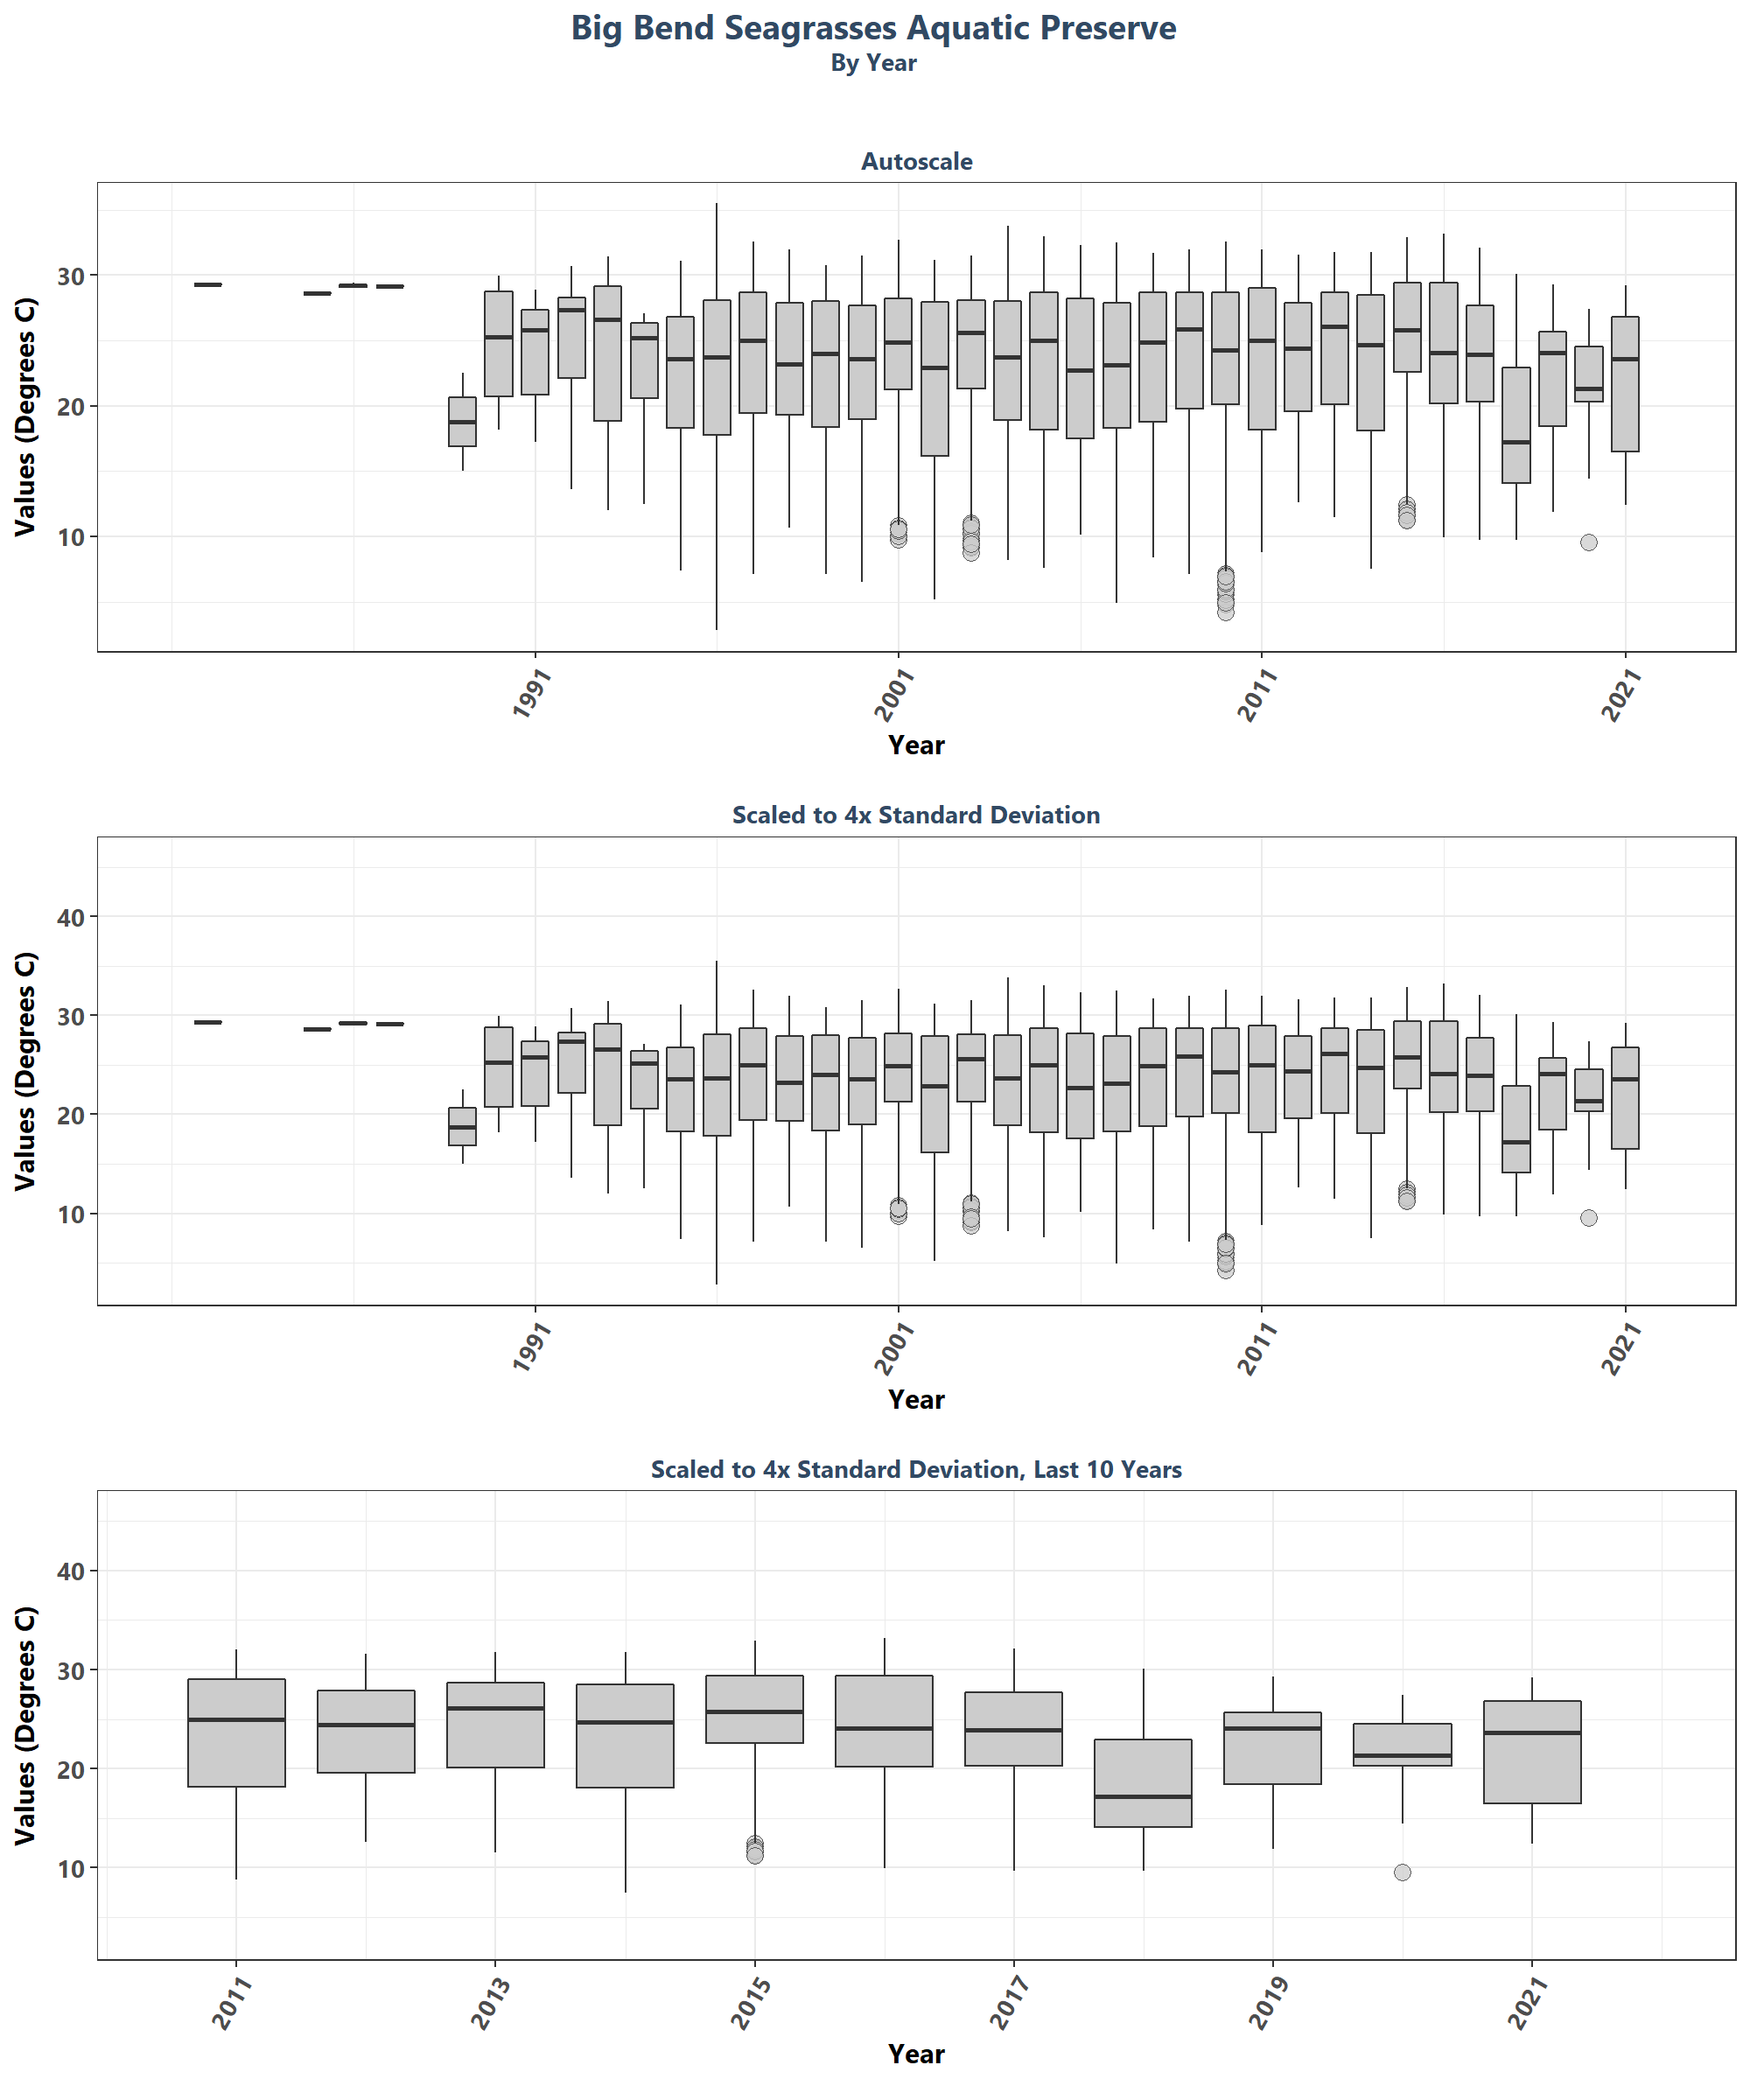 Big Bend Seagrasses Aquatic Preserve
By Year
Autoscale
Values (Degrees C)
30
20
10
1991
2001
2011
2021
Year
Scaled to 4x Standard Deviation
Values (Degrees C)
40
30
20
10
1991
2001
2011
2021
Year
Scaled to 4x Standard Deviation, Last 10 Years
Values (Degrees C)
40
30
20
10
2011
2013
2015
2017
2019
2021
Year